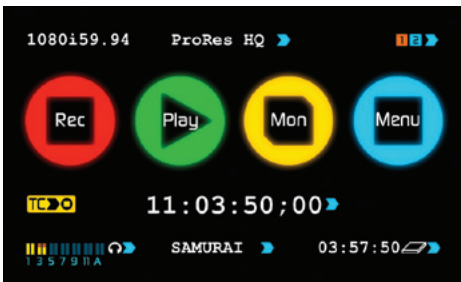 1080i59.94 ProRes HQ 1 2
Rec Play Mon Menu
TC 11:03:50;00
SAMURAI 03:57:50
1 3 5 7 9 11 A